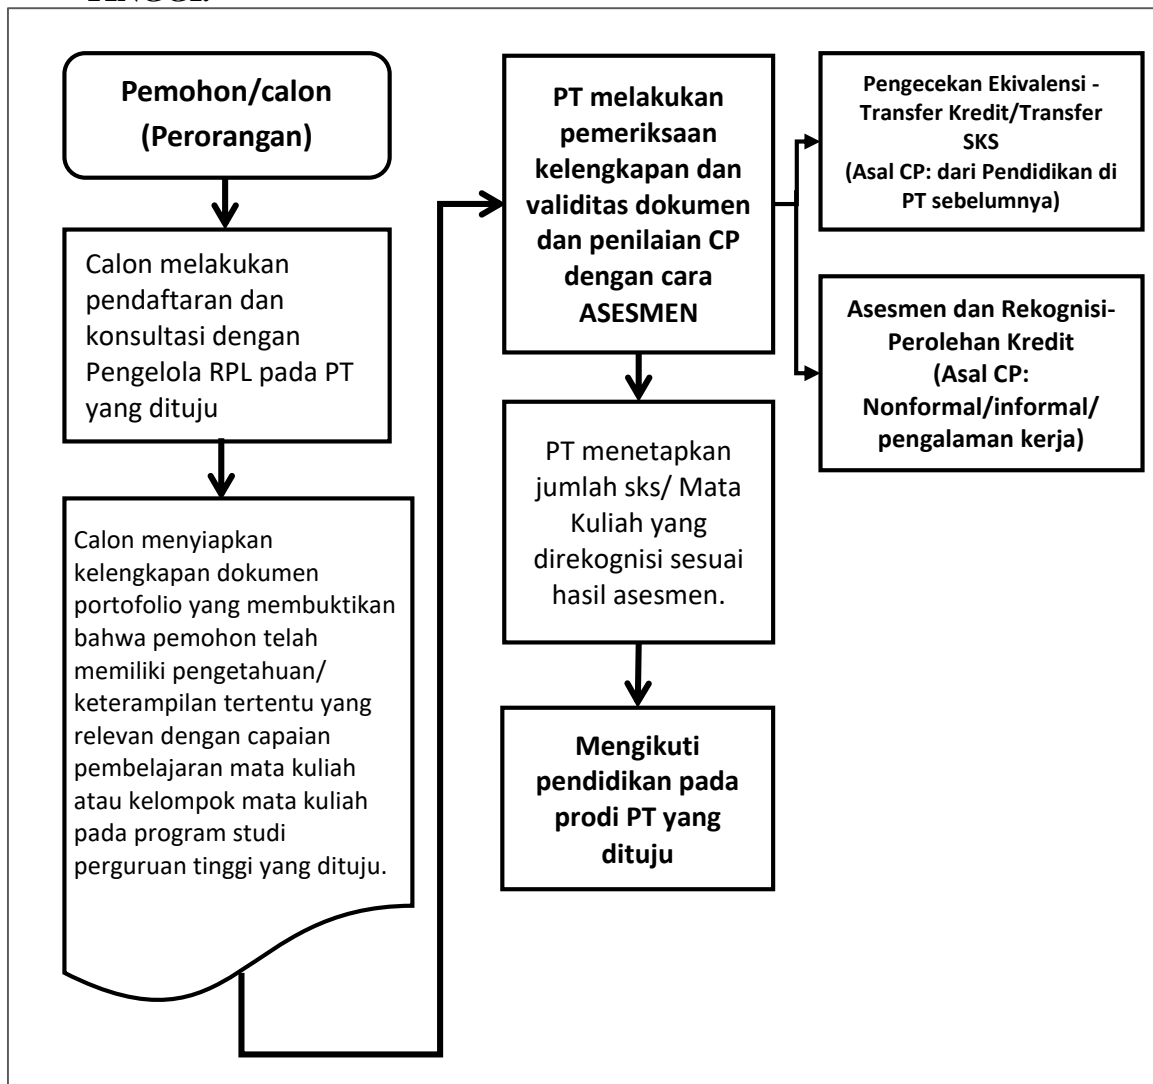 Pemohon/calon
(Perorangan)
Calon melakukan
pendaftaran dan
konsultasi dengan
Pengelola RPL pada PT
yang dituju
Calon menyiapkan
kelengkapan dokumen
portofolio yang membuktikan
bahwa pemohon telah
memiliki pengetahuan/
keterampilan tertentu yang
relevan dengan capaian
pembelajaran mata kuliah
atau kelompok mata kuliah
pada program studi
perguruan tinggi yang dituju.
PT melakukan
pemeriksaan
kelengkapan dan
validitas dokumen
dan penilaian CP
dengan cara
ASESMEN
PT menetapkan
jumlah sks/ Mata
Kuliah yang
direkognisi sesuai
hasil asesmen.
Mengikuti
pendidikan pada
prodi PT yang
dituju
Pengecekan Ekivalensi -
Transfer Kredit/Transfer
SKS
(Asal CP: dari Pendidikan di
PT sebelumnya)
Asesmen dan Rekognisi-
Perolehan Kredit
(Asal CP:
Nonformal/informal/
pengalaman kerja)